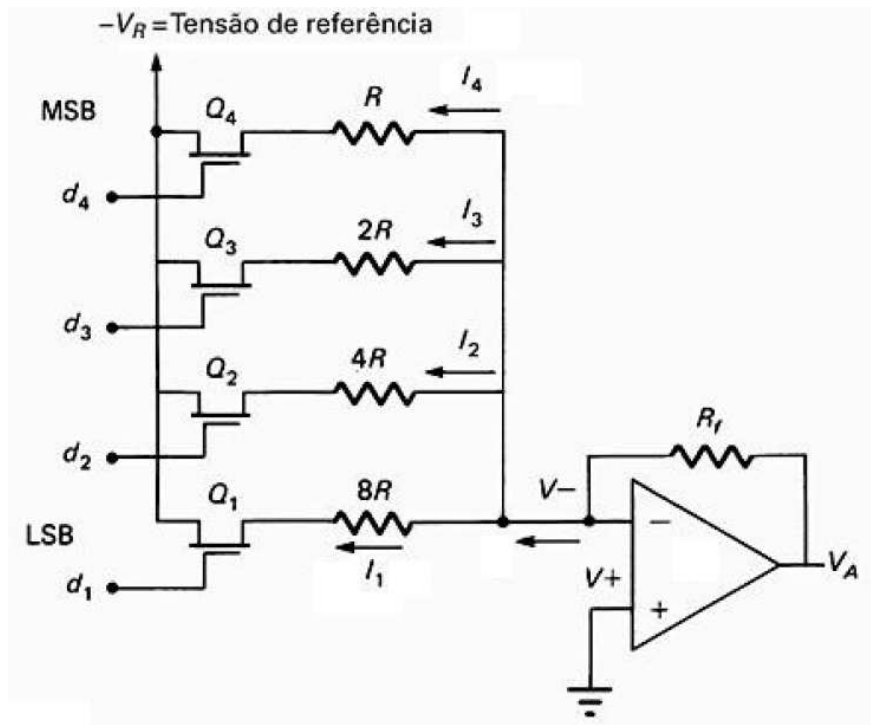 −V_R = Tensão de referência
I_4
R
Q_4
MSB
d_4
I_3
2R
Q_3
d_3
I_2
4R
Q_2
d_2
R_f
V−
8R
Q_1
LSB
−
I_1
V+
V_A
d_1
+